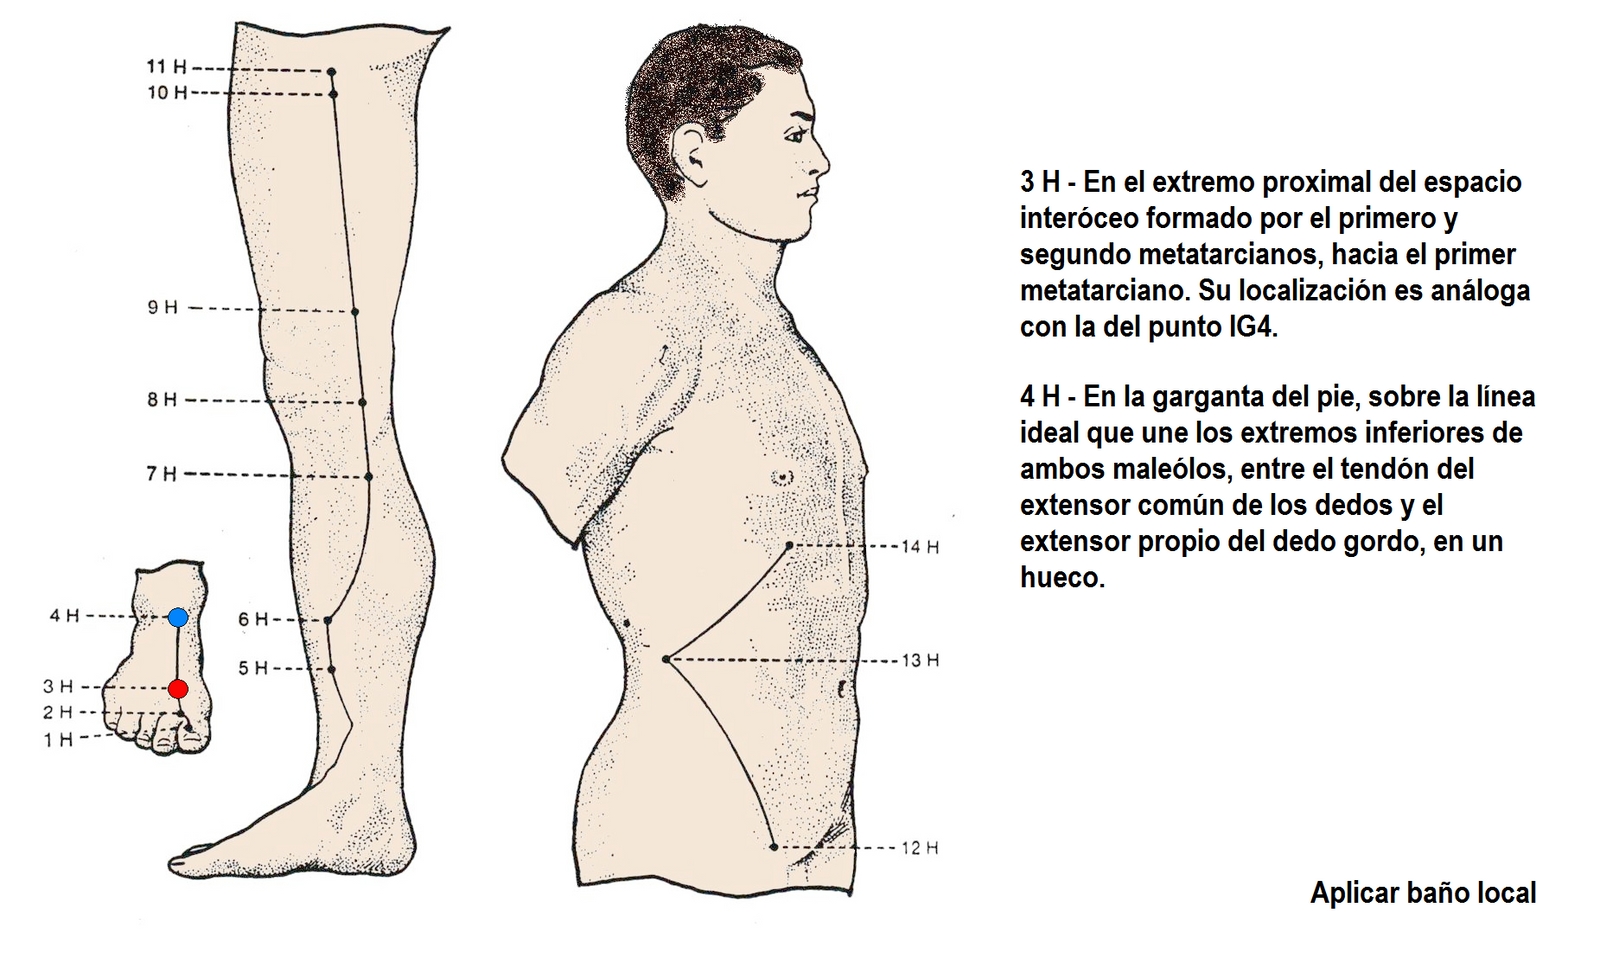 11 H
10 H
9 H
8 H
7 H
4 H
6 H
5 H
3 H
2 H
1 H
14 H
13 H
12 H
3 H - En el extremo proximal del espacio
interóceo formado por el primero y
segundo metatarcianos, hacia el primer
metatarciano. Su localización es análoga
con la del punto IG4.
4 H - En la garganta del pie, sobre la línea
ideal que une los extremos inferiores de
ambos maleólos, entre el tendón del
extensor común de los dedos y el
extensor propio del dedo gordo, en un
hueco.
Aplicar baño local